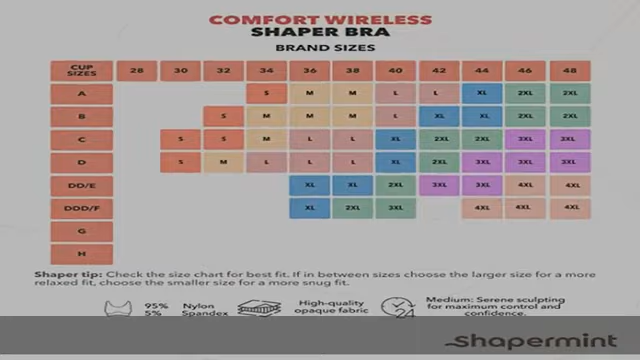 COMFORT WIRELESS
SHAPER BRA
BRAND SIZES
CUP SIZES 28 30 32 34 36 38 40 42 44 46 48
A S M M L L XL 2XL 2XL
B S M M M L XL XL 2XL 2XL
C S S M L L XL 2XL 2XL 3XL 3XL
D S M L L L XL 2XL 3XL 3XL 3XL
DD/E XL XL 2XL 3XL 3XL 4XL 4XL
DDD/F XL 2XL 3XL 4XL 4XL 4XL
G
H
Shaper tip: Check the size chart for best fit. If in between sizes choose the larger size for a more
relaxed fit, choose the smaller size for a more snug fit.
95% Nylon
5% Spandex
High-quality
opaque fabric
24
Medium: Serene sculpting
for maximum control and
confidence.
Shapermint